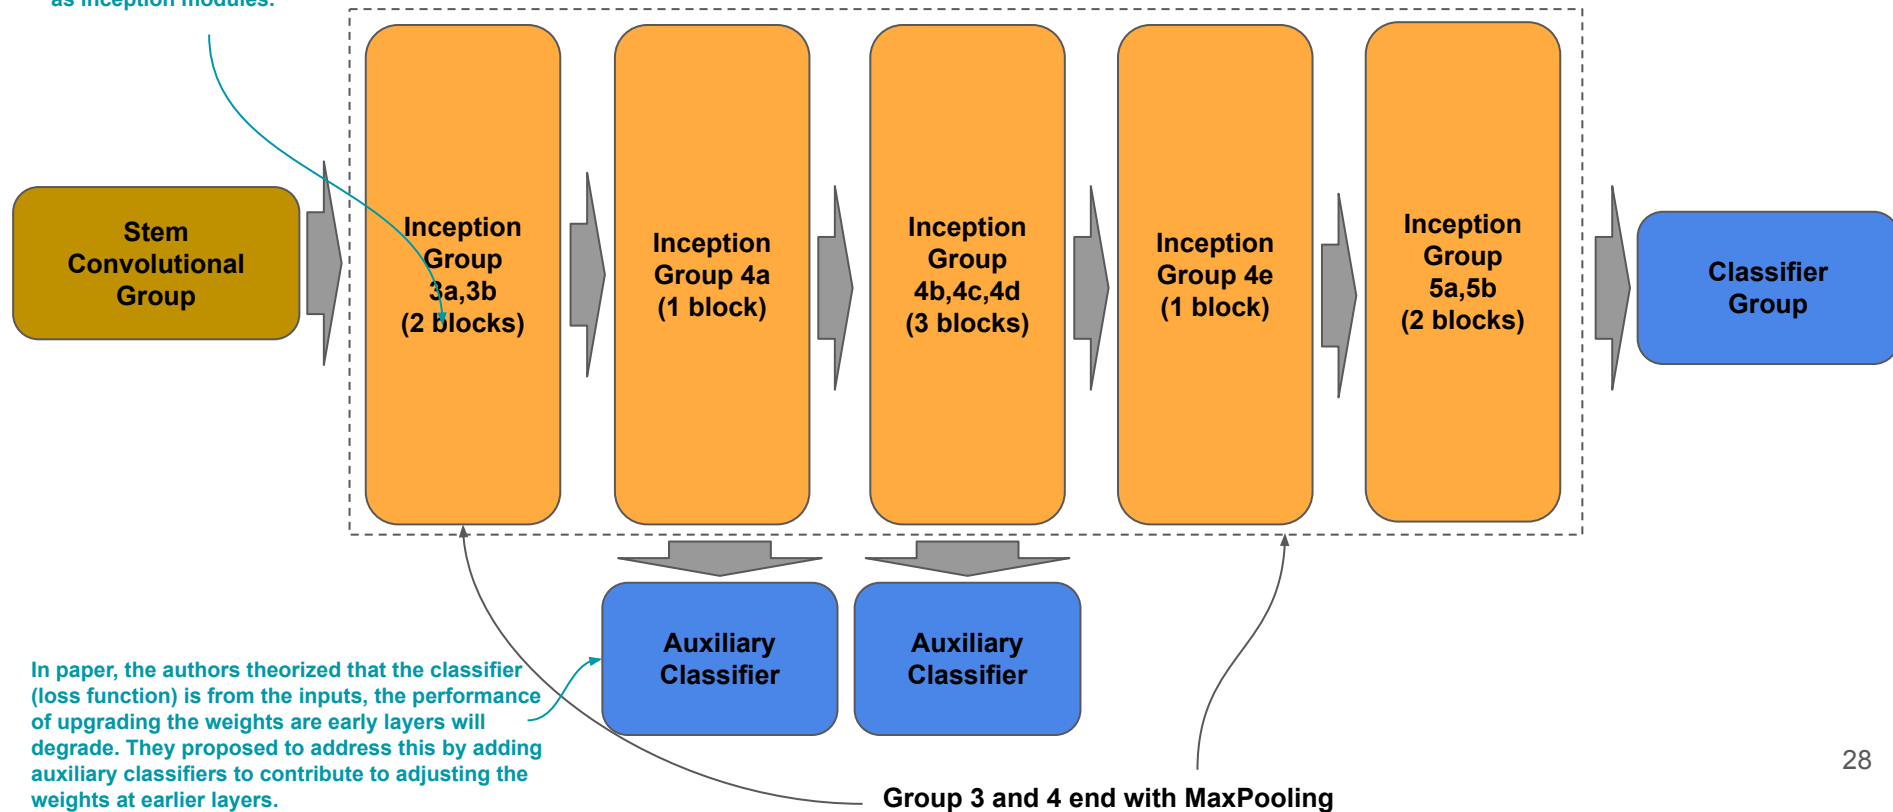 as inception modules.
Stem
Convolutional
Group
Inception
Group
3a,3b
(2 blocks)
Inception
Group 4a
(1 block)
Inception
Group
4b,4c,4d
(3 blocks)
Inception
Group 4e
(1 block)
Inception
Group
5a,5b
(2 blocks)
Classifier
Group
Auxiliary
Classifier
Auxiliary
Classifier
In paper, the authors theorized that the classifier
(loss function) is from the inputs, the performance
of upgrading the weights are early layers will
degrade. They proposed to address this by adding
auxiliary classifiers to contribute to adjusting the
weights at earlier layers.
Group 3 and 4 end with MaxPooling
28